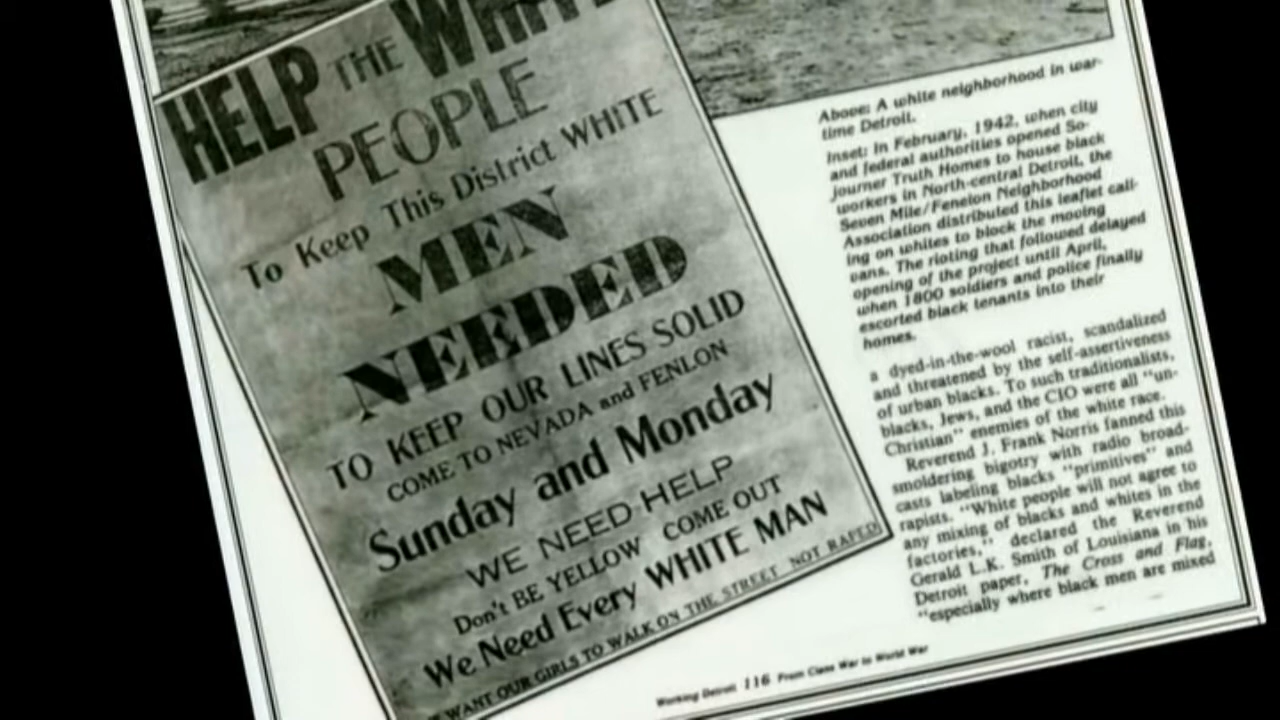 HELP THE WHITE
PEOPLE
To Keep This District WHITE
MEN
NEEDED
TO KEEP OUR LINES SOLID
COME TO NEVADA and FENLON
Sunday and Monday
WE NEED HELP
Don't BE YELLOW COME OUT
We Need Every WHITE MAN
WANT OUR GIRLS TO WALK ON THE STREET NOT RAPED
Above: A white neighborhood in war-
time Detroit.
Inset: In February, 1942, when city
and federal authorities opened So-
journer Truth Homes to house black
workers in North-central Detroit, the
Seven Mile/Fenelon Neighborhood
Association distributed this leaflet call-
ing on whites to block the moving
vans. The rioting that followed delayed
opening of the project until April,
when 1800 soldiers and police finally
escorted black tenants into their
homes.
a dyed-in-the-wool racist, scandalized
and threatened by the self-assertiveness
of urban blacks. To such traditionalists,
blacks, Jews, and the CIO were all "un-
Christian" enemies of the white race.
Reverend J. Frank Norris fanned this
smoldering bigotry with radio broad-
casts labeling blacks "primitives" and
rapists. "White people will not agree to
any mixing of blacks and whites in the
factories," declared the Reverend
Gerald L.K. Smith of Louisiana in his
Detroit paper, The Cross and Flag,
"especially where black men are mixed
Working Detroit 116 From Class War to World War